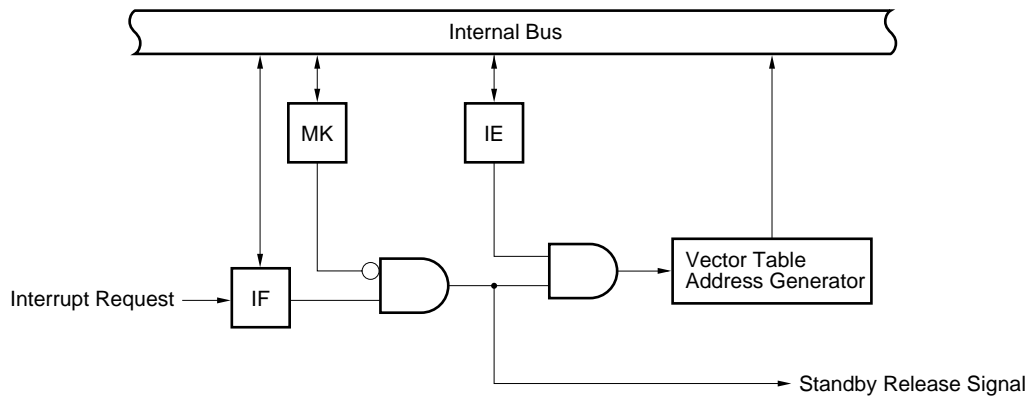 Internal Bus
MK
IE
Vector Table
Address Generator
Interrupt Request
IF
Standby Release Signal